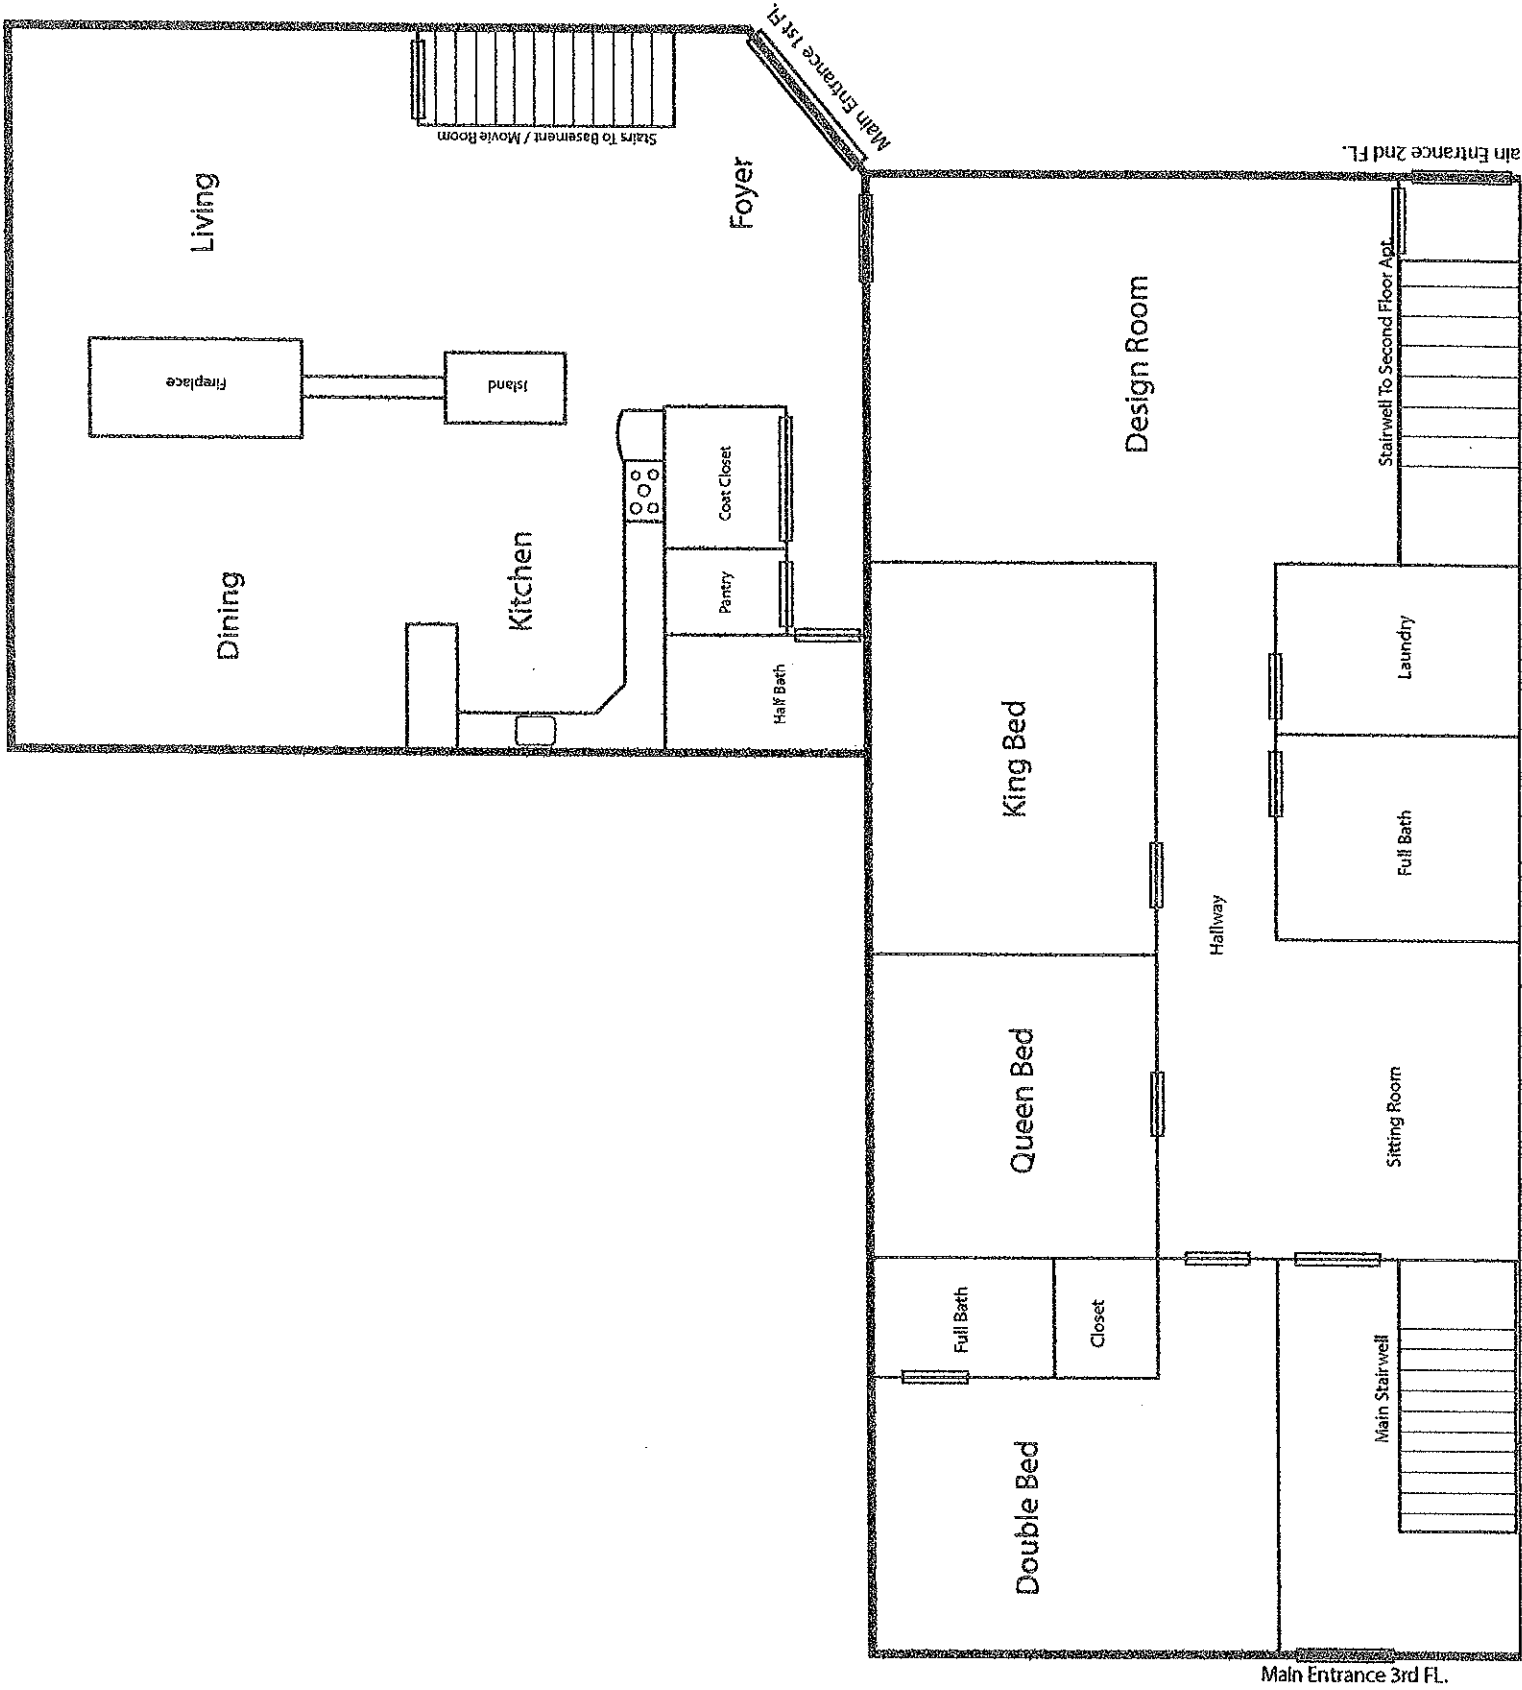 Main Entrance 1st Fl.
Stairs To Basement / Movie Room
Living
Foyer
ain Entrance 2nd FL.
Fireplace
Island
Design Room
Stairwell To Second Floor Apt.
Coat Closet
Dining
Kitchen
Pantry
Half Bath
King Bed
Laundry
Full Bath
Hallway
Queen Bed
Sitting Room
Full Bath
Closet
Main Stairwell
Double Bed
Main Entrance 3rd FL.